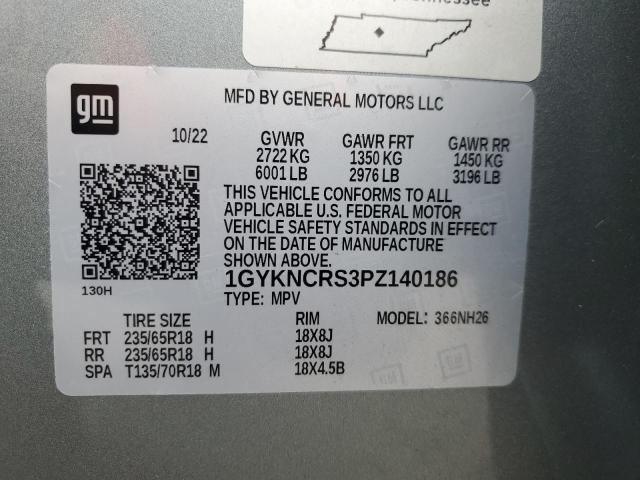 gm
MFD BY GENERAL MOTORS LLC
10/22 GVWR GAWR FRT GAWR RR
2722 KG 1350 KG 1450 KG
6001 LB 2976 LB 3196 LB
THIS VEHICLE CONFORMS TO ALL
APPLICABLE U.S. FEDERAL MOTOR
VEHICLE SAFETY STANDARDS IN EFFECT
ON THE DATE OF MANUFACTURE
SHOWN ABOVE.
130H
1GYKNCRS3PZ140186
TYPE: MPV
TIRE SIZE RIM MODEL: 366NH26
FRT 235/65R18 H 18X8J
RR 235/65R18 H 18X8J
SPA T135/70R18 M 18X4.5B